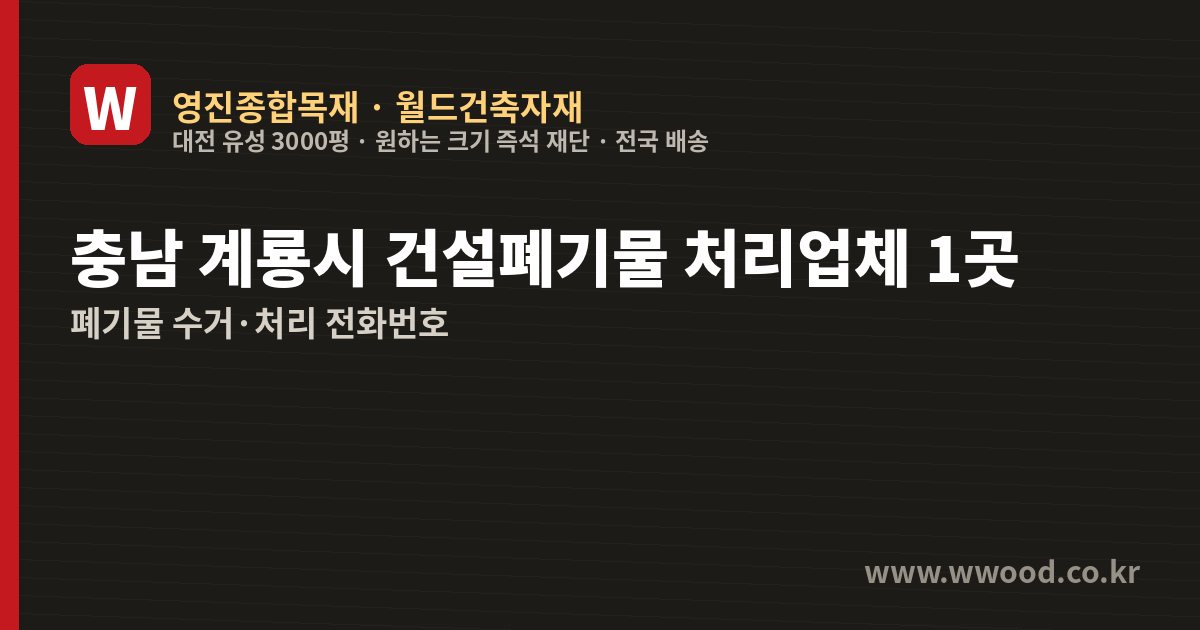 W
영진종합목재 · 월드건축자재
대전 유성 3000평 · 원하는 크기 즉석 재단 · 전국 배송
충남 계룡시 건설폐기물 처리업체 1곳
폐기물 수거·처리 전화번호
www.wwood.co.kr